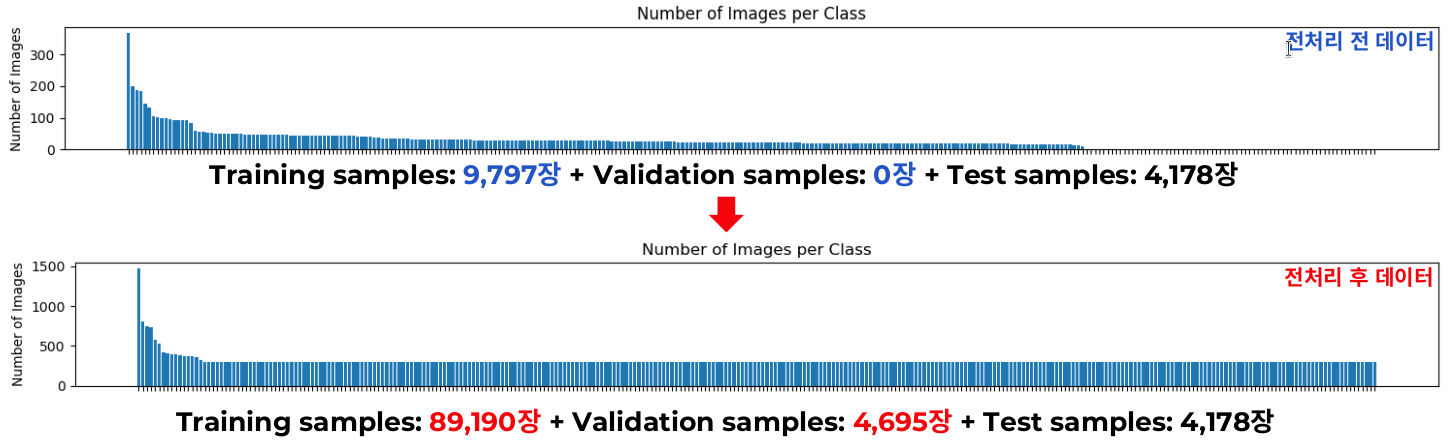 Number of Images per Class
전처리 전 데이터
Number of Images
300
200
100
0
Training samples: 9,797장 + Validation samples: 0장 + Test samples: 4,178장
Number of Images per Class
전처리 후 데이터
Number of Images
1500
1000
500
0
Training samples: 89,190장 + Validation samples: 4,695장 + Test samples: 4,178장